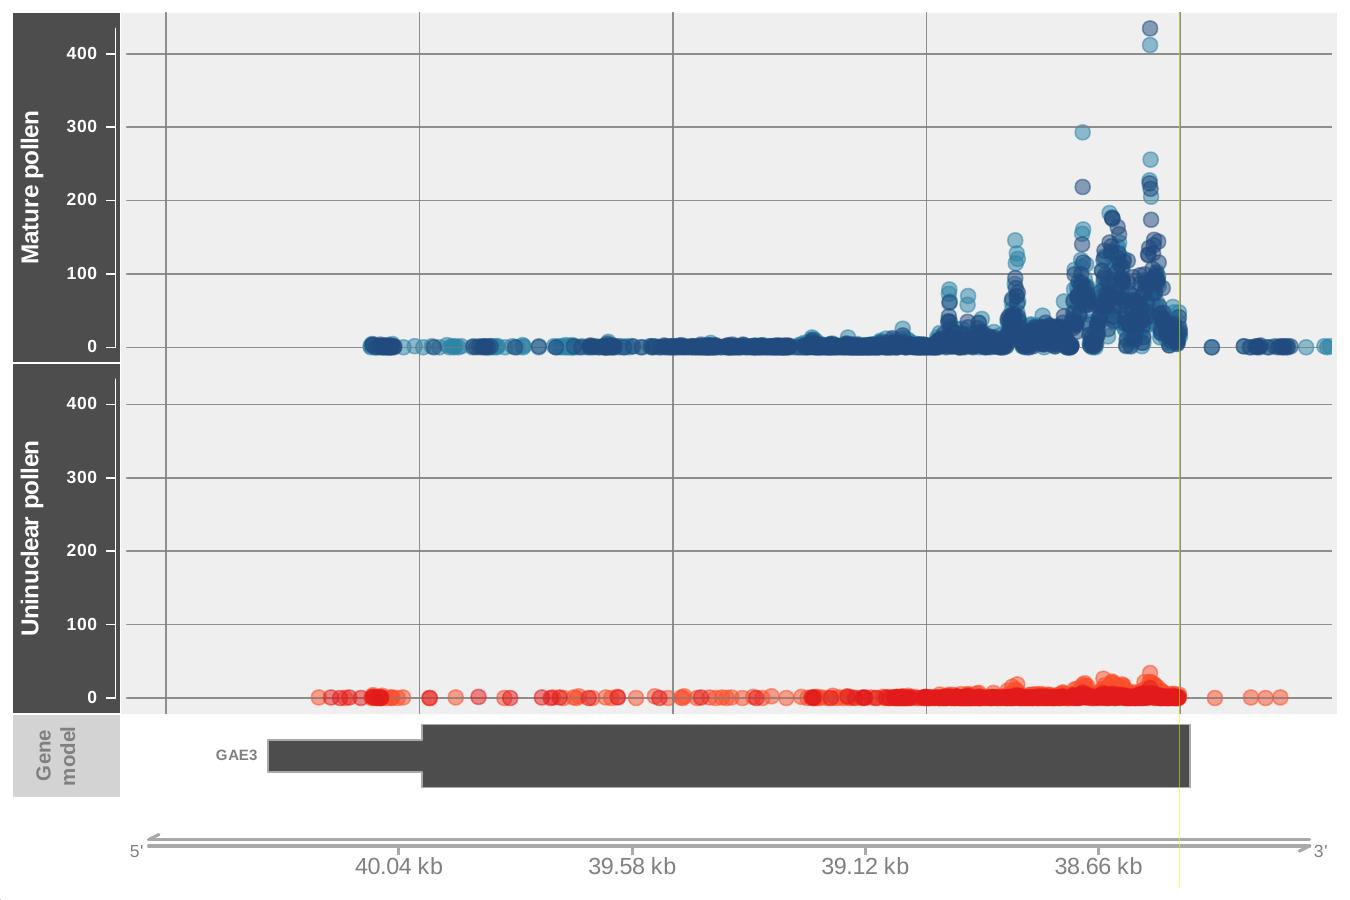 Mature pollen
400
300
200
100
0
Uninuclear pollen
400
300
200
100
0
Gene
model
GAE3
5'
40.04 kb
39.58 kb
39.12 kb
38.66 kb
3'